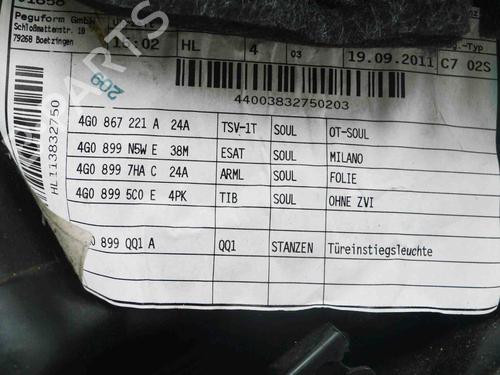 Peguform GmbH
Schloßmattenstr. 18
79268 Boetzingen
HL 4 03 19.09.2011 C7 02S
44003832750203
209
HL113832750
4G0 867 221 A 24A TSV-1T SOUL OT-SOUL
4G0 899 N5W E 38M ESAT SOUL MILANO
4G0 899 7HA C 24A ARML SOUL FOLIE
4G0 899 5C0 E 4PK TIB SOUL OHNE ZVI
899 QQ1 A QQ1 STANZEN Türeinstiegsleuchte